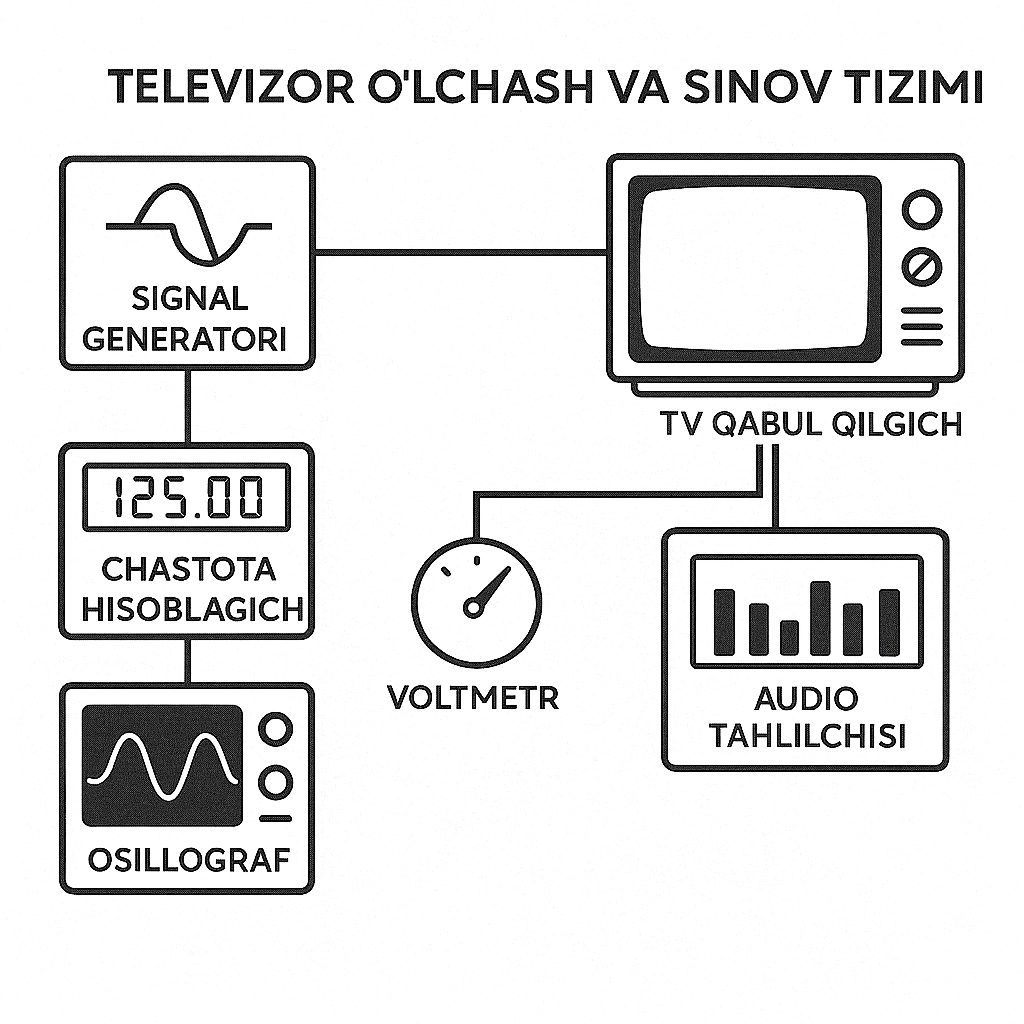 TELEVIZOR O'LCHASH VA SINOV TIZIMI
SIGNAL
GENERATORI
TV QABUL QILGICH
125.00
CHASTOTA
HISOBLAGICH
VOLTMETR
AUDIO
TAHLILCHISI
OSILLOGRAF